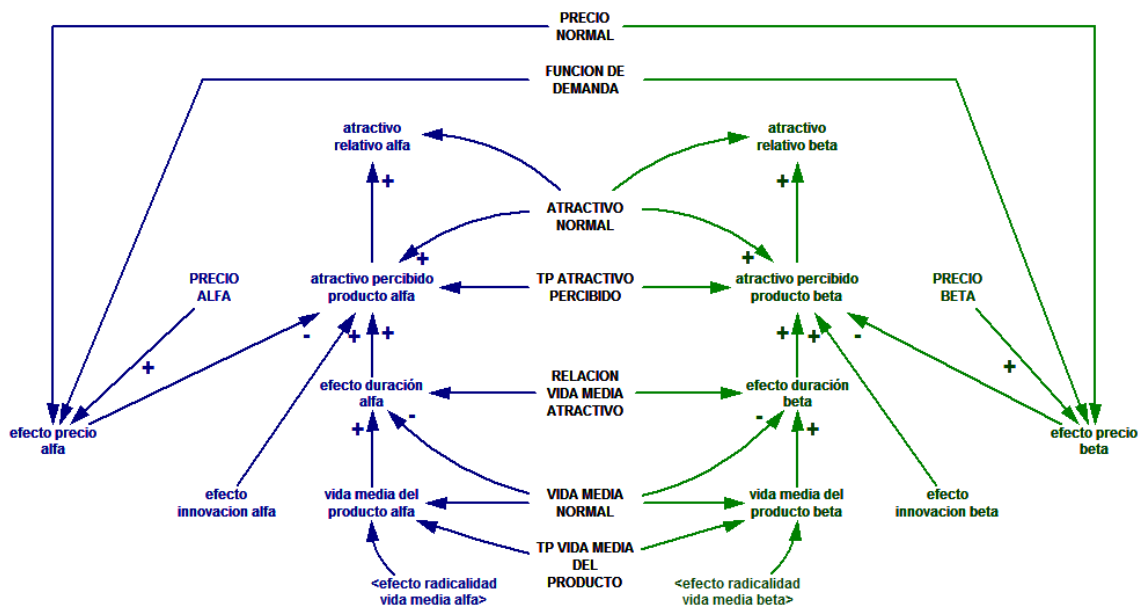 PRECIO
NORMAL
FUNCION DE
DEMANDA
atractivo
relativo alfa
atractivo
relativo beta
+
+
ATRACTIVO
NORMAL
+
+
PRECIO
ALFA
atractivo percibido
producto alfa
TP ATRACTIVO
PERCIBIDO
atractivo percibido
producto beta
PRECIO
BETA
-
+
+
+
+
-
+
+
efecto duración
alfa
RELACION
VIDA MEDIA
ATRACTIVO
efecto duración
beta
-
+
-
+
efecto precio
alfa
efecto precio
beta
efecto
innovacion alfa
vida media del
producto alfa
VIDA MEDIA
NORMAL
vida media del
producto beta
efecto
innovacion beta
TP VIDA MEDIA
DEL
PRODUCTO
<efecto radicalidad
vida media alfa>
<efecto radicalidad
vida media beta>